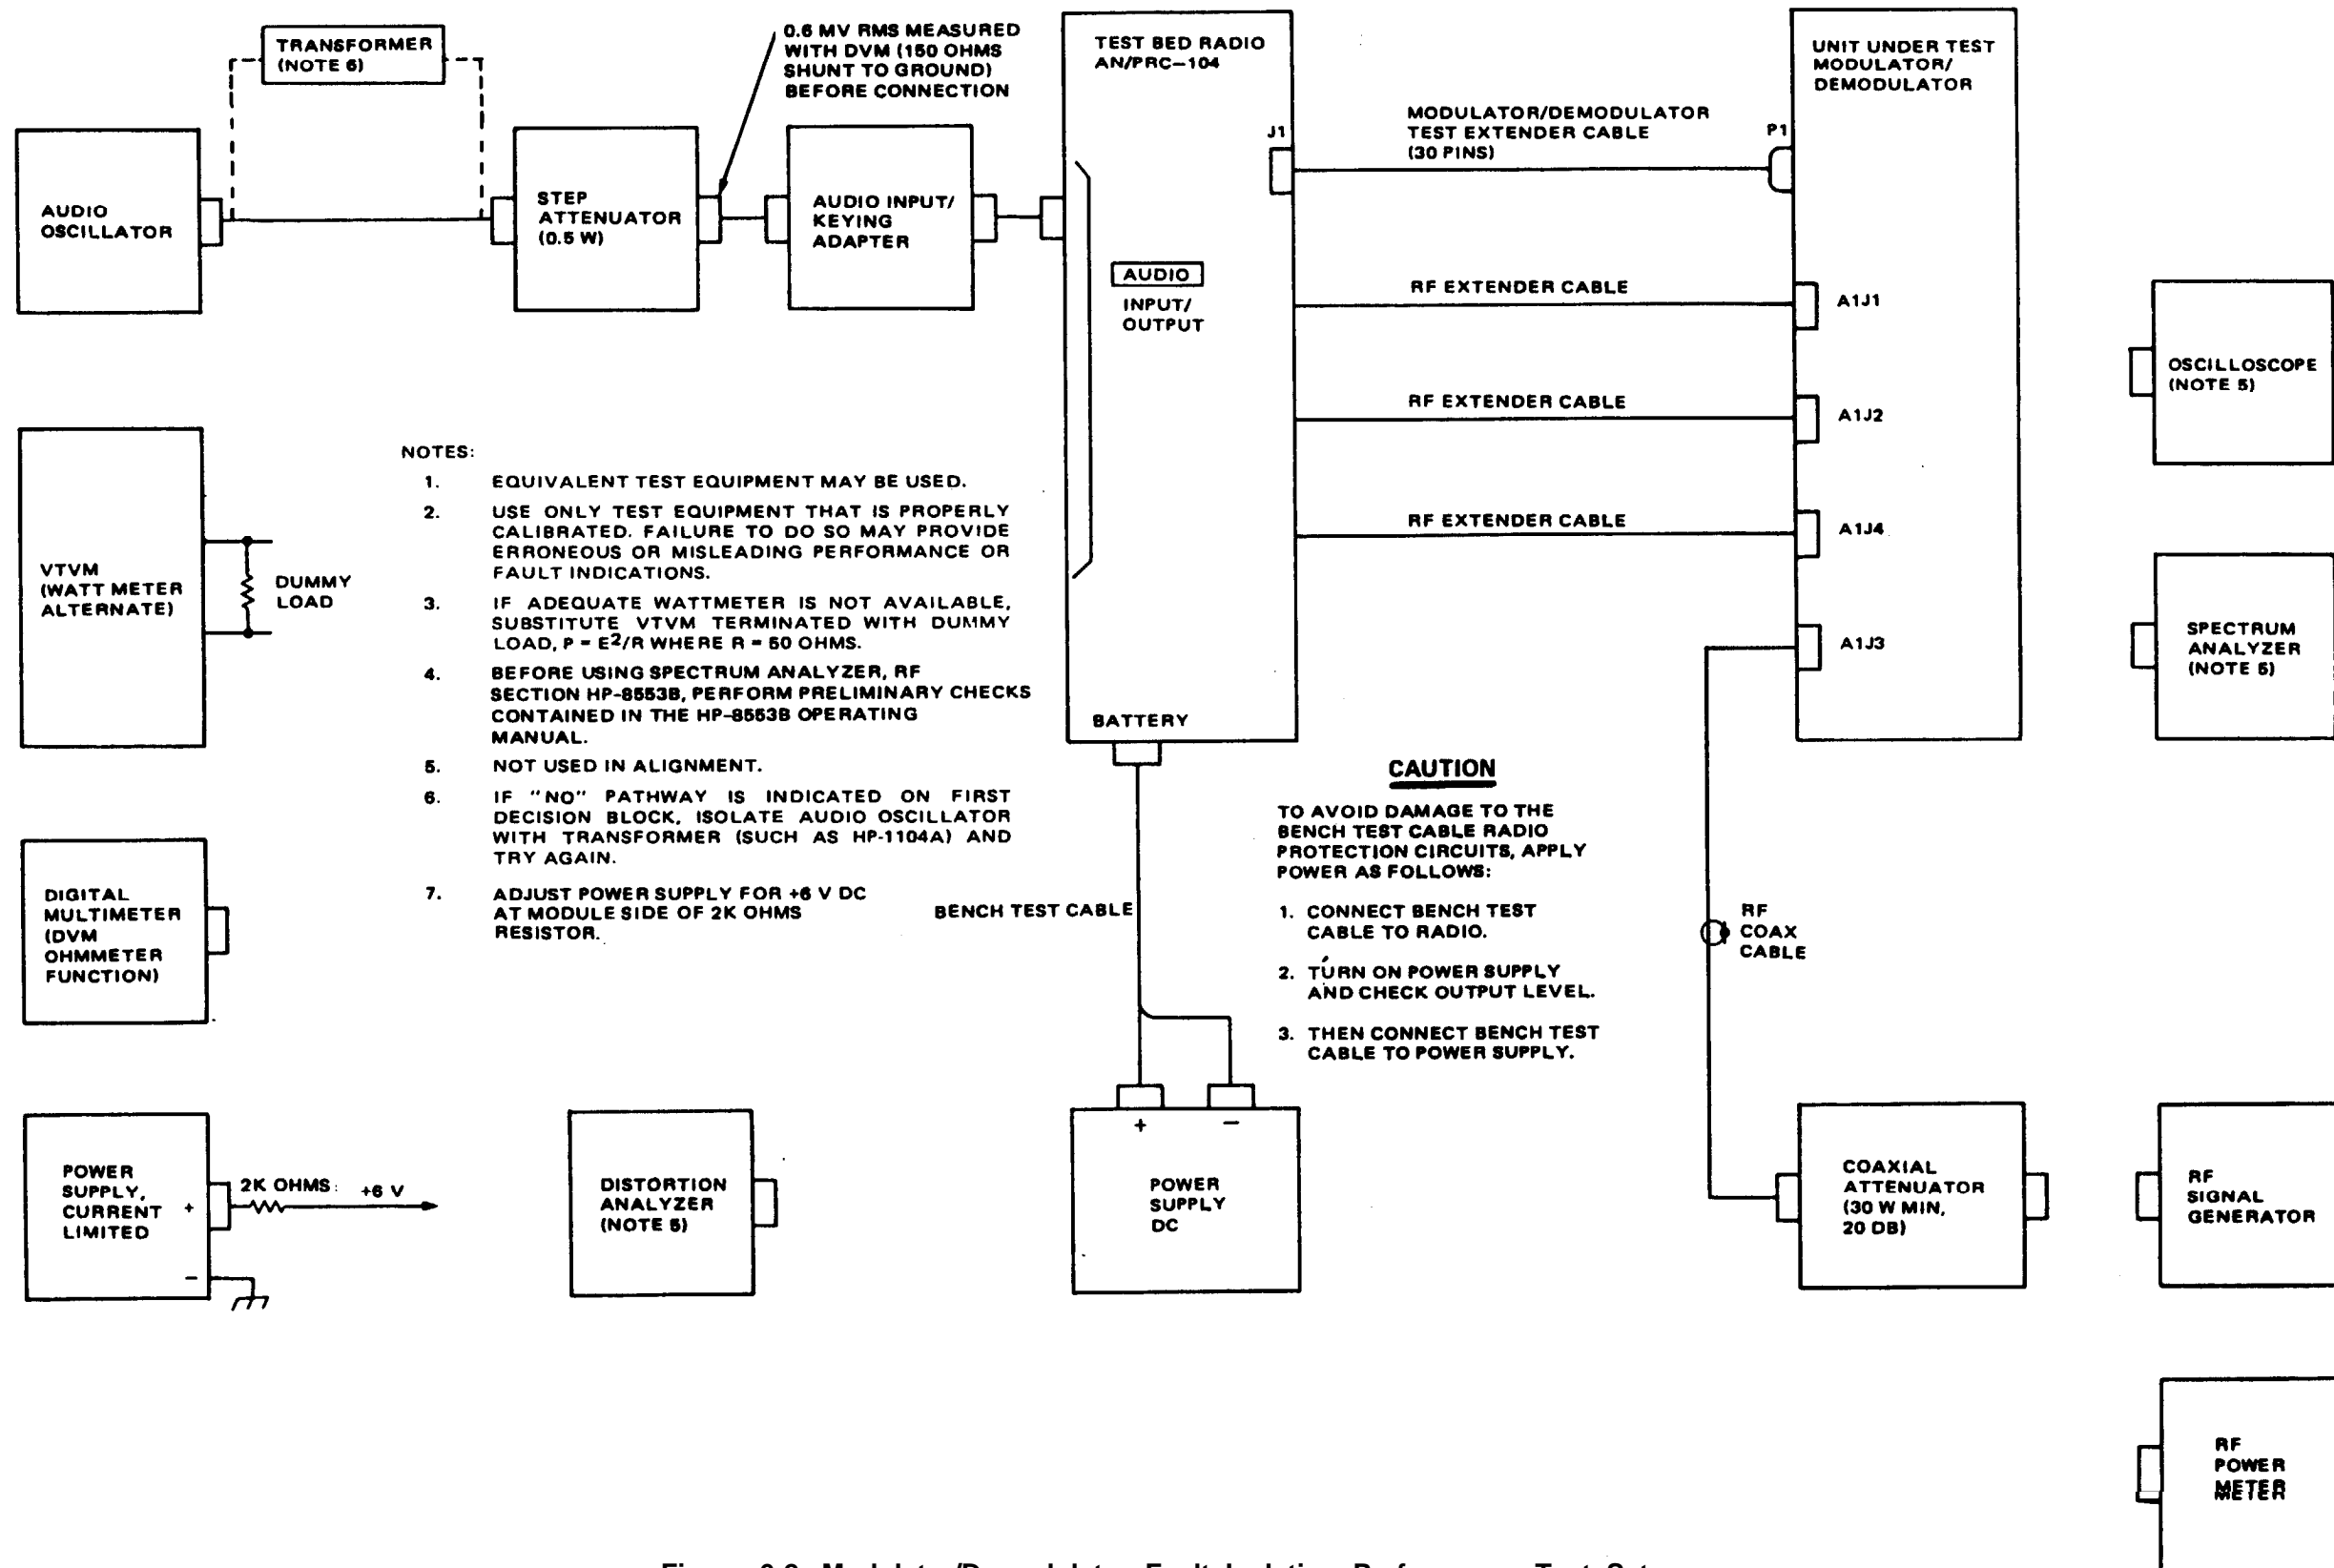 TRANSFORMER
(NOTE 6)
0.6 MV RMS MEASURED
WITH DVM (150 OHMS
SHUNT TO GROUND)
BEFORE CONNECTION
AUDIO
OSCILLATOR
STEP
ATTENUATOR
(0.5 W)
AUDIO INPUT/
KEYING
ADAPTER
TEST BED RADIO
AN/PRC-104
J1
AUDIO
INPUT/
OUTPUT
BATTERY
MODULATOR/DEMODULATOR
TEST EXTENDER CABLE
(30 PINS)
P1
UNIT UNDER TEST
MODULATOR/
DEMODULATOR
RF EXTENDER CABLE
A1J1
RF EXTENDER CABLE
A1J2
RF EXTENDER CABLE
A1J4
A1J3
OSCILLOSCOPE
(NOTE 5)
SPECTRUM
ANALYZER
(NOTE 5)
VTVM
(WATT METER
ALTERNATE)
DUMMY
LOAD
NOTES:
1. EQUIVALENT TEST EQUIPMENT MAY BE USED.
2. USE ONLY TEST EQUIPMENT THAT IS PROPERLY
CALIBRATED. FAILURE TO DO SO MAY PROVIDE
ERRONEOUS OR MISLEADING PERFORMANCE OR
FAULT INDICATIONS.
3. IF ADEQUATE WATTMETER IS NOT AVAILABLE,
SUBSTITUTE VTVM TERMINATED WITH DUMMY
LOAD, P = E2/R WHERE R = 50 OHMS.
4. BEFORE USING SPECTRUM ANALYZER, RF
SECTION HP-8553B, PERFORM PRELIMINARY CHECKS
CONTAINED IN THE HP-8553B OPERATING
MANUAL.
5. NOT USED IN ALIGNMENT.
6. IF "NO" PATHWAY IS INDICATED ON FIRST
DECISION BLOCK, ISOLATE AUDIO OSCILLATOR
WITH TRANSFORMER (SUCH AS HP-1104A) AND
TRY AGAIN.
7. ADJUST POWER SUPPLY FOR +6 V DC
AT MODULE SIDE OF 2K OHMS
RESISTOR.
BENCH TEST CABLE
CAUTION
TO AVOID DAMAGE TO THE
BENCH TEST CABLE RADIO
PROTECTION CIRCUITS, APPLY
POWER AS FOLLOWS:
1. CONNECT BENCH TEST
CABLE TO RADIO.
2. TURN ON POWER SUPPLY
AND CHECK OUTPUT LEVEL.
3. THEN CONNECT BENCH TEST
CABLE TO POWER SUPPLY.
RF
COAX
CABLE
DIGITAL
MULTIMETER
(DVM
OHMMETER
FUNCTION)
POWER
SUPPLY,
CURRENT
LIMITED
+
-
2K OHMS
+6 V
DISTORTION
ANALYZER
(NOTE 5)
+ -
POWER
SUPPLY
DC
COAXIAL
ATTENUATOR
(30 W MIN,
20 DB)
RF
SIGNAL
GENERATOR
RF
POWER
METER